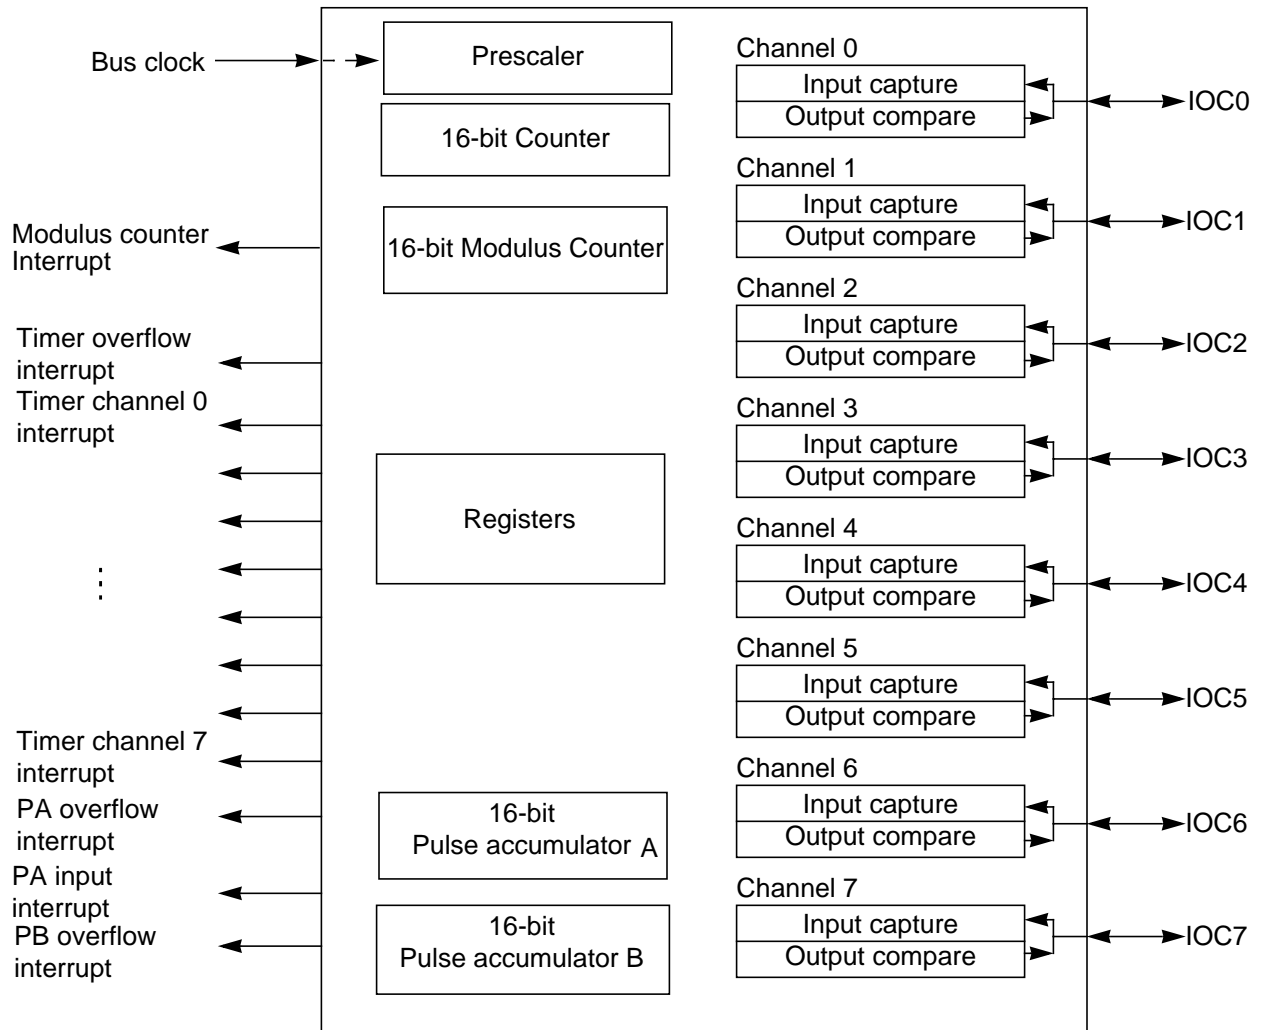 Bus clock
Modulus counter
Interrupt
Timer overflow
interrupt
Timer channel 0
interrupt
Timer channel 7
interrupt
PA overflow
interrupt
PA input
interrupt
PB overflow
interrupt
Prescaler
16-bit Counter
16-bit Modulus Counter
Registers
16-bit
Pulse accumulator A
16-bit
Pulse accumulator B
Channel 0
Input capture
Output compare
IOC0
Channel 1
Input capture
Output compare
IOC1
Channel 2
Input capture
Output compare
IOC2
Channel 3
Input capture
Output compare
IOC3
Channel 4
Input capture
Output compare
IOC4
Channel 5
Input capture
Output compare
IOC5
Channel 6
Input capture
Output compare
IOC6
Channel 7
Input capture
Output compare
IOC7